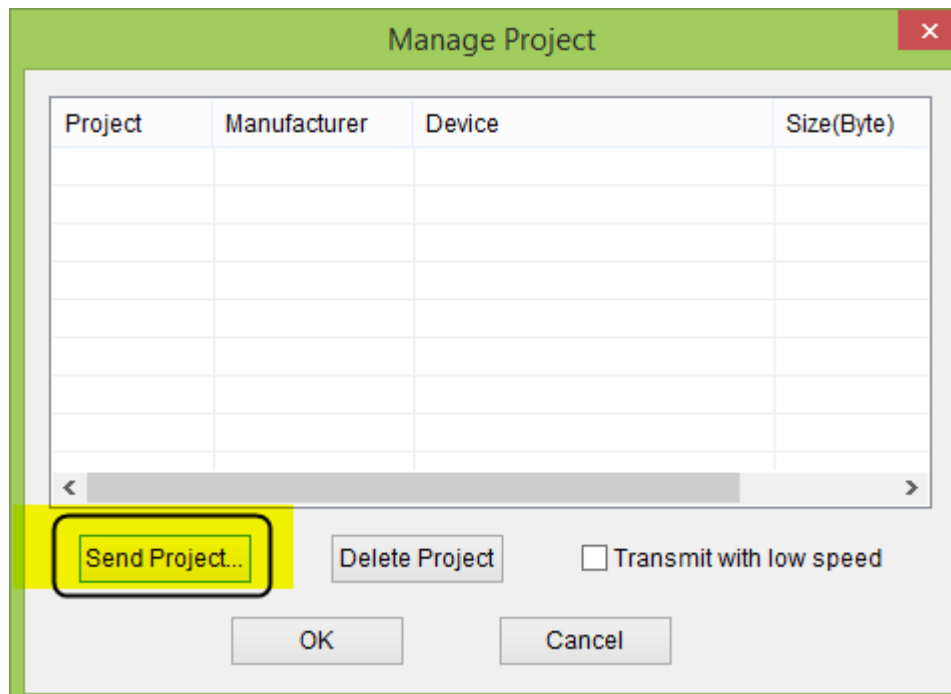 Manage Project
Project Manufacturer Device Size(Byte)
Send Project... Delete Project Transmit with low speed
OK Cancel